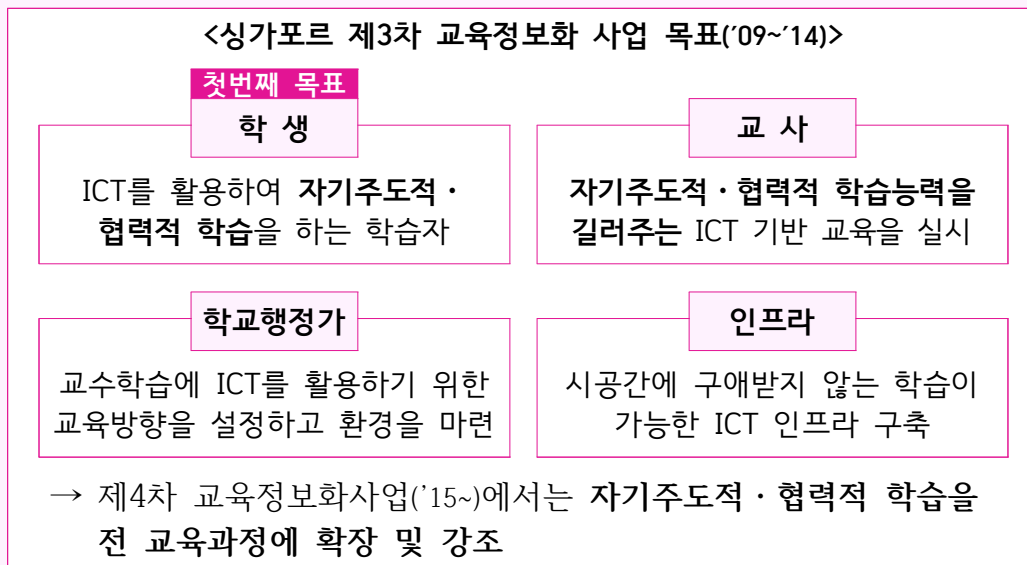 <싱가포르 제3차 교육정보화 사업 목표(´09~´14)>
첫번째 목표
학 생
ICT를 활용하여 자기주도적·
협력적 학습을 하는 학습자
교 사
자기주도적·협력적 학습능력을
길러주는 ICT 기반 교육을 실시
학교행정가
교수학습에 ICT를 활용하기 위한
교육방향을 설정하고 환경을 마련
인프라
시공간에 구애받지 않는 학습이
가능한 ICT 인프라 구축
→ 제4차 교육정보화사업(’15~)에서는 자기주도적·협력적 학습을
전 교육과정에 확장 및 강조